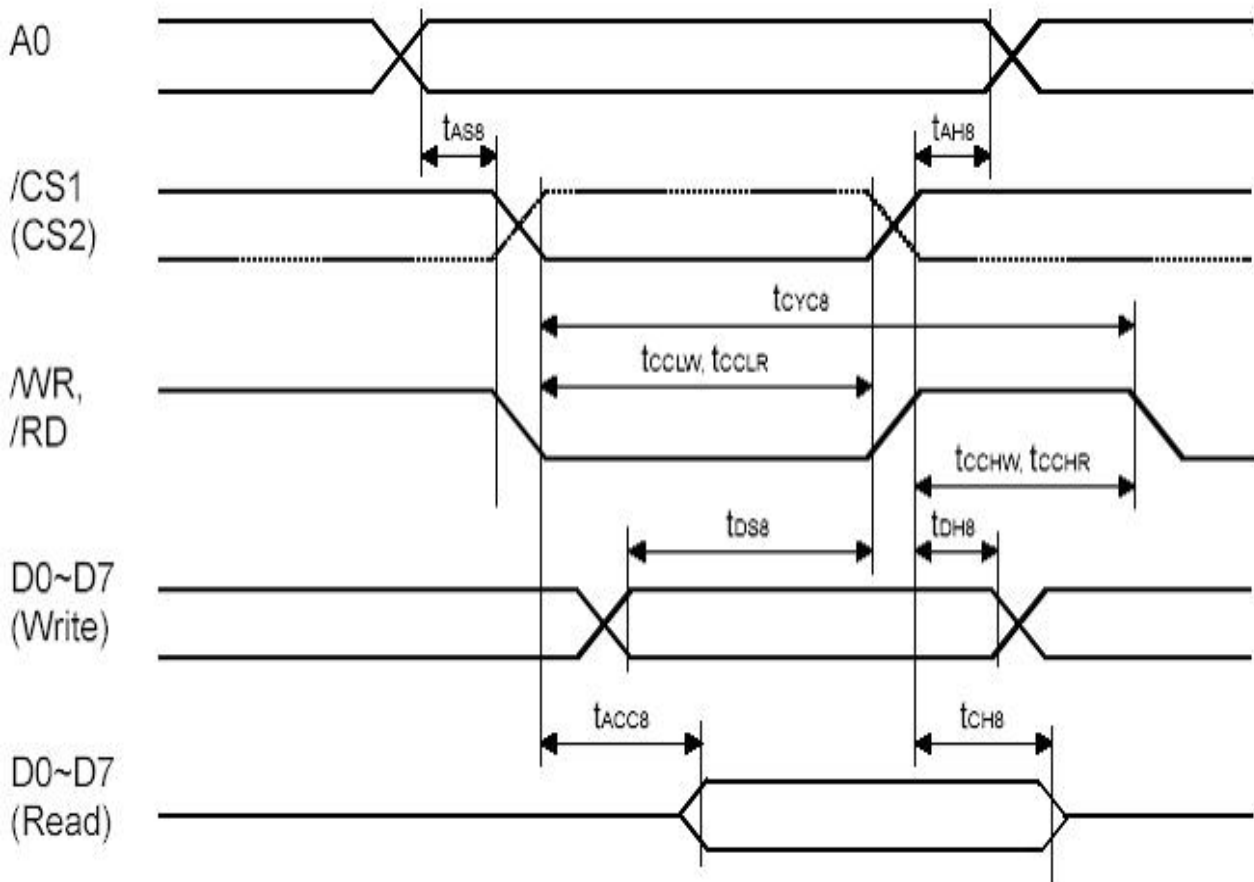 A0
tAS8
tAH8
/CS1
(CS2)
tCYC8
tCCLW, tCCLR
/WR,
/RD
tCCHW, tCCHR
tDS8
tDH8
D0~D7
(Write)
tACC8
tCH8
D0~D7
(Read)